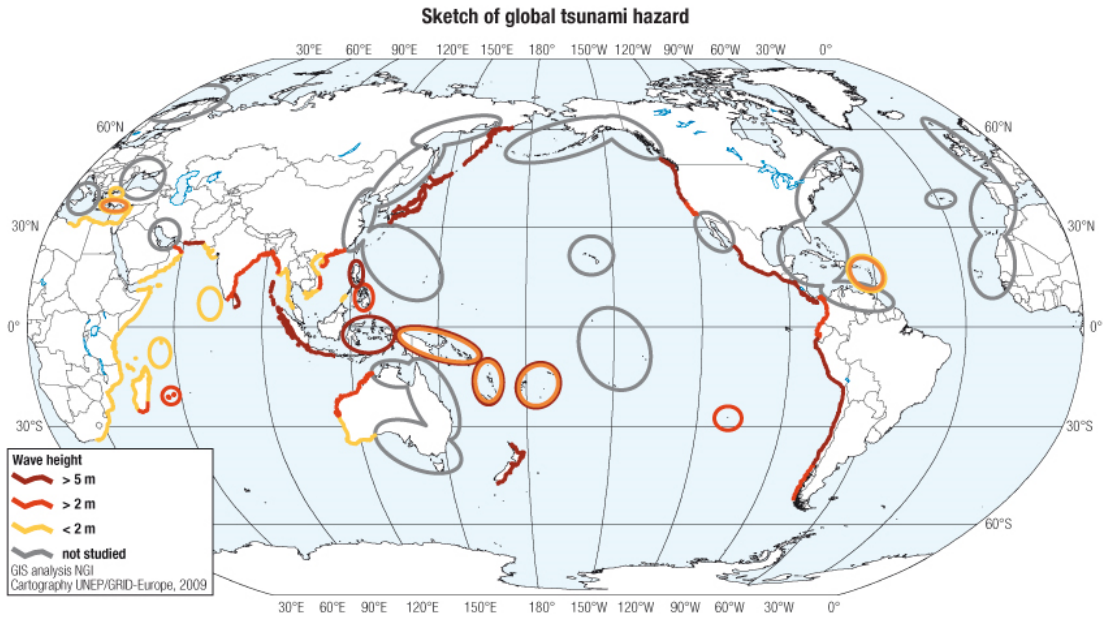 Sketch of global tsunami hazard
30°E 60°E 90°E 120°E 150°E 180° 150°W 120°W 90°W 60°W 30°W 0°
60°N 60°N
30°N 30°N
0° 0°
30°S 30°S
Wave height
> 5 m
> 2 m
< 2 m
60°S
not studied
GIS analysis NGI
Cartography UNEP/GRID-Europe, 2009
30°E 60°E 90°E 120°E 150°E 180° 150°W 120°W 90°W 60°W 30°W 0°